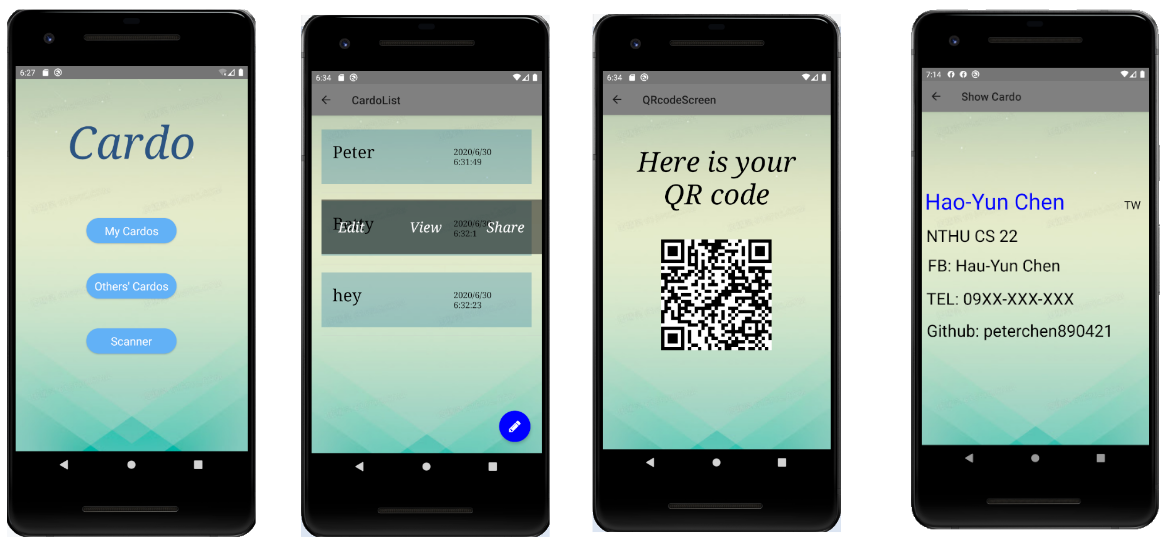 6:27
Cardo
My Cardos
Others' Cardos
Scanner
6:34
CardoList
Peter
2020/6/30
6:31:49
Betty
2020/6/30
6:32:1
Edit
View
Share
hey
2020/6/30
6:32:23
6:34
QRcodeScreen
Here is your
QR code
7:14
Show Cardo
Hao-Yun Chen
TW
NTHU CS 22
FB: Hau-Yun Chen
TEL: 09XX-XXX-XXX
Github: peterchen890421